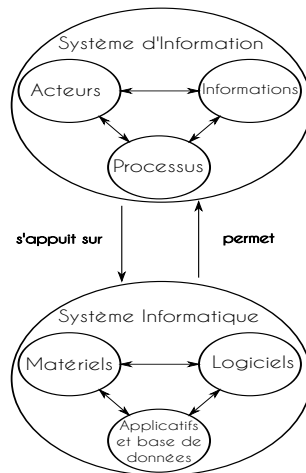 Système d'Information
Acteurs
Informations
Processus
s'appuit sur
permet
Système Informatique
Matériels
Logiciels
Applicatifs
et base de
données